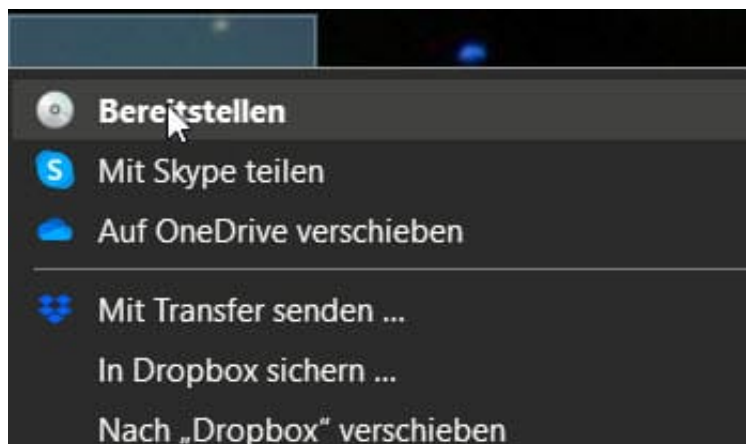 Bereitstellen
Mit Skype teilen
Auf OneDrive verschieben
Mit Transfer senden ...
In Dropbox sichern ...
Nach „Dropbox“ verschieben